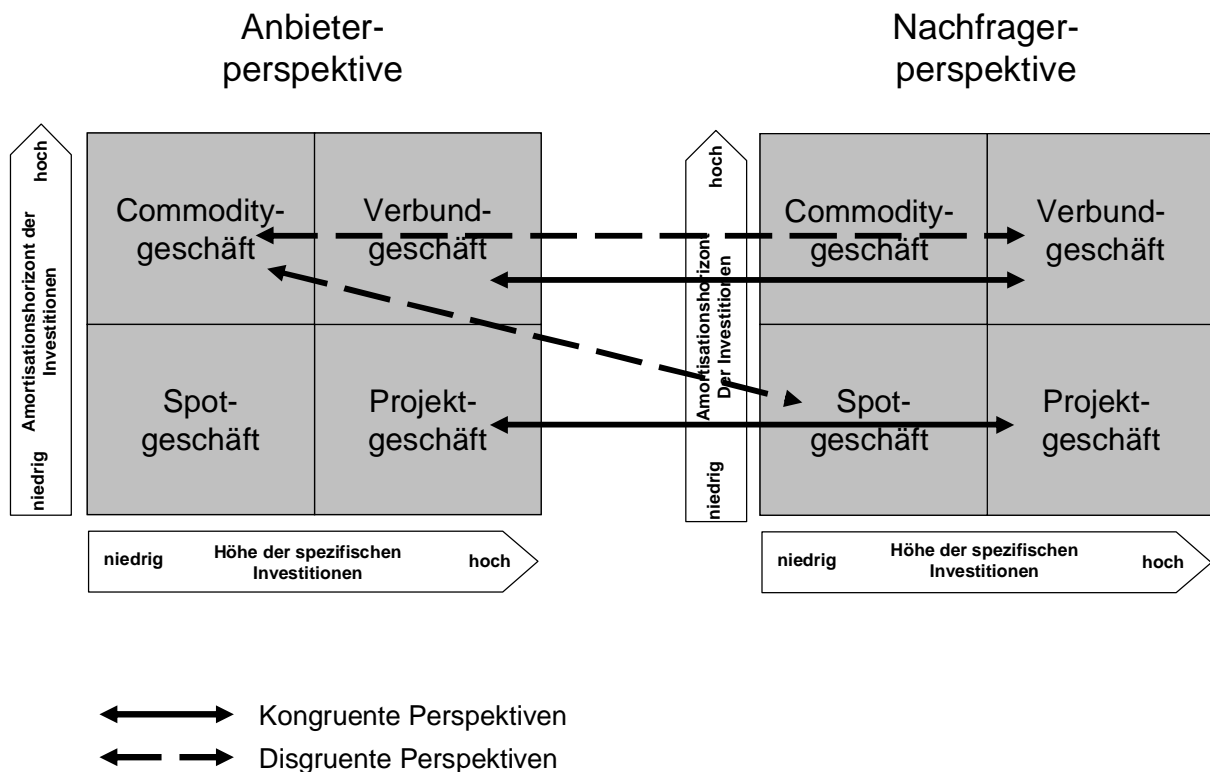 Anbieter-
perspektive
Nachfrager-
perspektive
hoch
Amortisationshorizont der
Investitionen
niedrig
Commodity-
geschäft
Verbund-
geschäft
Spot-
geschäft
Projekt-
geschäft
niedrig
Höhe der spezifischen
Investitionen
hoch
hoch
Amortisationshorizont
Der Investitionen
niedrig
Commodity-
geschäft
Verbund-
geschäft
Spot-
geschäft
Projekt-
geschäft
niedrig
Höhe der spezifischen
Investitionen
hoch
Kongruente Perspektiven
Disgruente Perspektiven